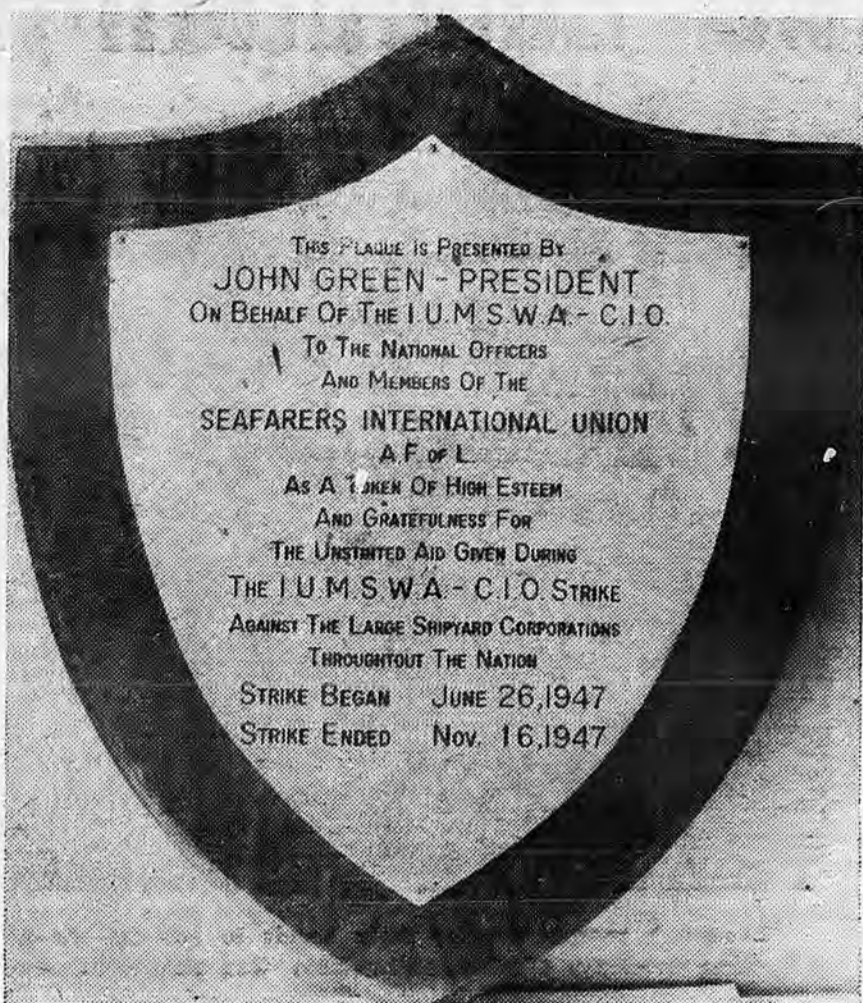 THIS PLAQUE IS PRESENTED BY
JOHN GREEN - PRESIDENT
ON BEHALF OF THE I U.M S.W.A. - C.I.O.
TO THE NATIONAL OFFICERS
AND MEMBERS OF THE
SEAFARERS INTERNATIONAL UNION
A.F. OF L.
AS A TOKEN OF HIGH ESTEEM
AND GRATEFULNESS FOR
THE UNSTINTED AID GIVEN DURING
THE I U.M.S.W.A - C.I.O. STRIKE
AGAINST THE LARGE SHIPYARD CORPORATIONS
THROUGHTOUT THE NATION
STRIKE BEGAN JUNE 26,1947
STRIKE ENDED NOV. 16,1947